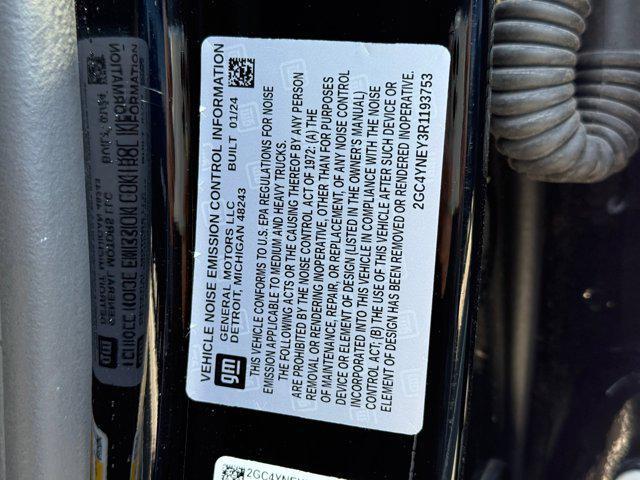 VEHICLE NOISE EMISSION CONTROL INFORMATION
gm
GENERAL MOTORS LLC BUILT 01/24
DETROIT, MICHIGAN 48243
THIS VEHICLE CONFORMS TO U.S. EPA REGULATIONS FOR NOISE
EMISSION APPLICABLE TO MEDIUM AND HEAVY TRUCKS.
THE FOLLOWING ACTS OR THE CAUSING THEREOF BY ANY PERSON
ARE PROHIBITED BY THE NOISE CONTROL ACT OF 1972: (A) THE
REMOVAL OR RENDERING INOPERATIVE, OTHER THAN FOR PURPOSES
OF MAINTENANCE, REPAIR, OR REPLACEMENT, OF ANY NOISE CONTROL
DEVICE OR ELEMENT OF DESIGN (LISTED IN THE OWNER'S MANUAL)
INCORPORATED INTO THIS VEHICLE IN COMPLIANCE WITH THE NOISE
CONTROL ACT; (B) THE USE OF THIS VEHICLE AFTER SUCH DEVICE OR
ELEMENT OF DESIGN HAS BEEN REMOVED OR RENDERED INOPERATIVE.
2GC4YNEY3R1193753